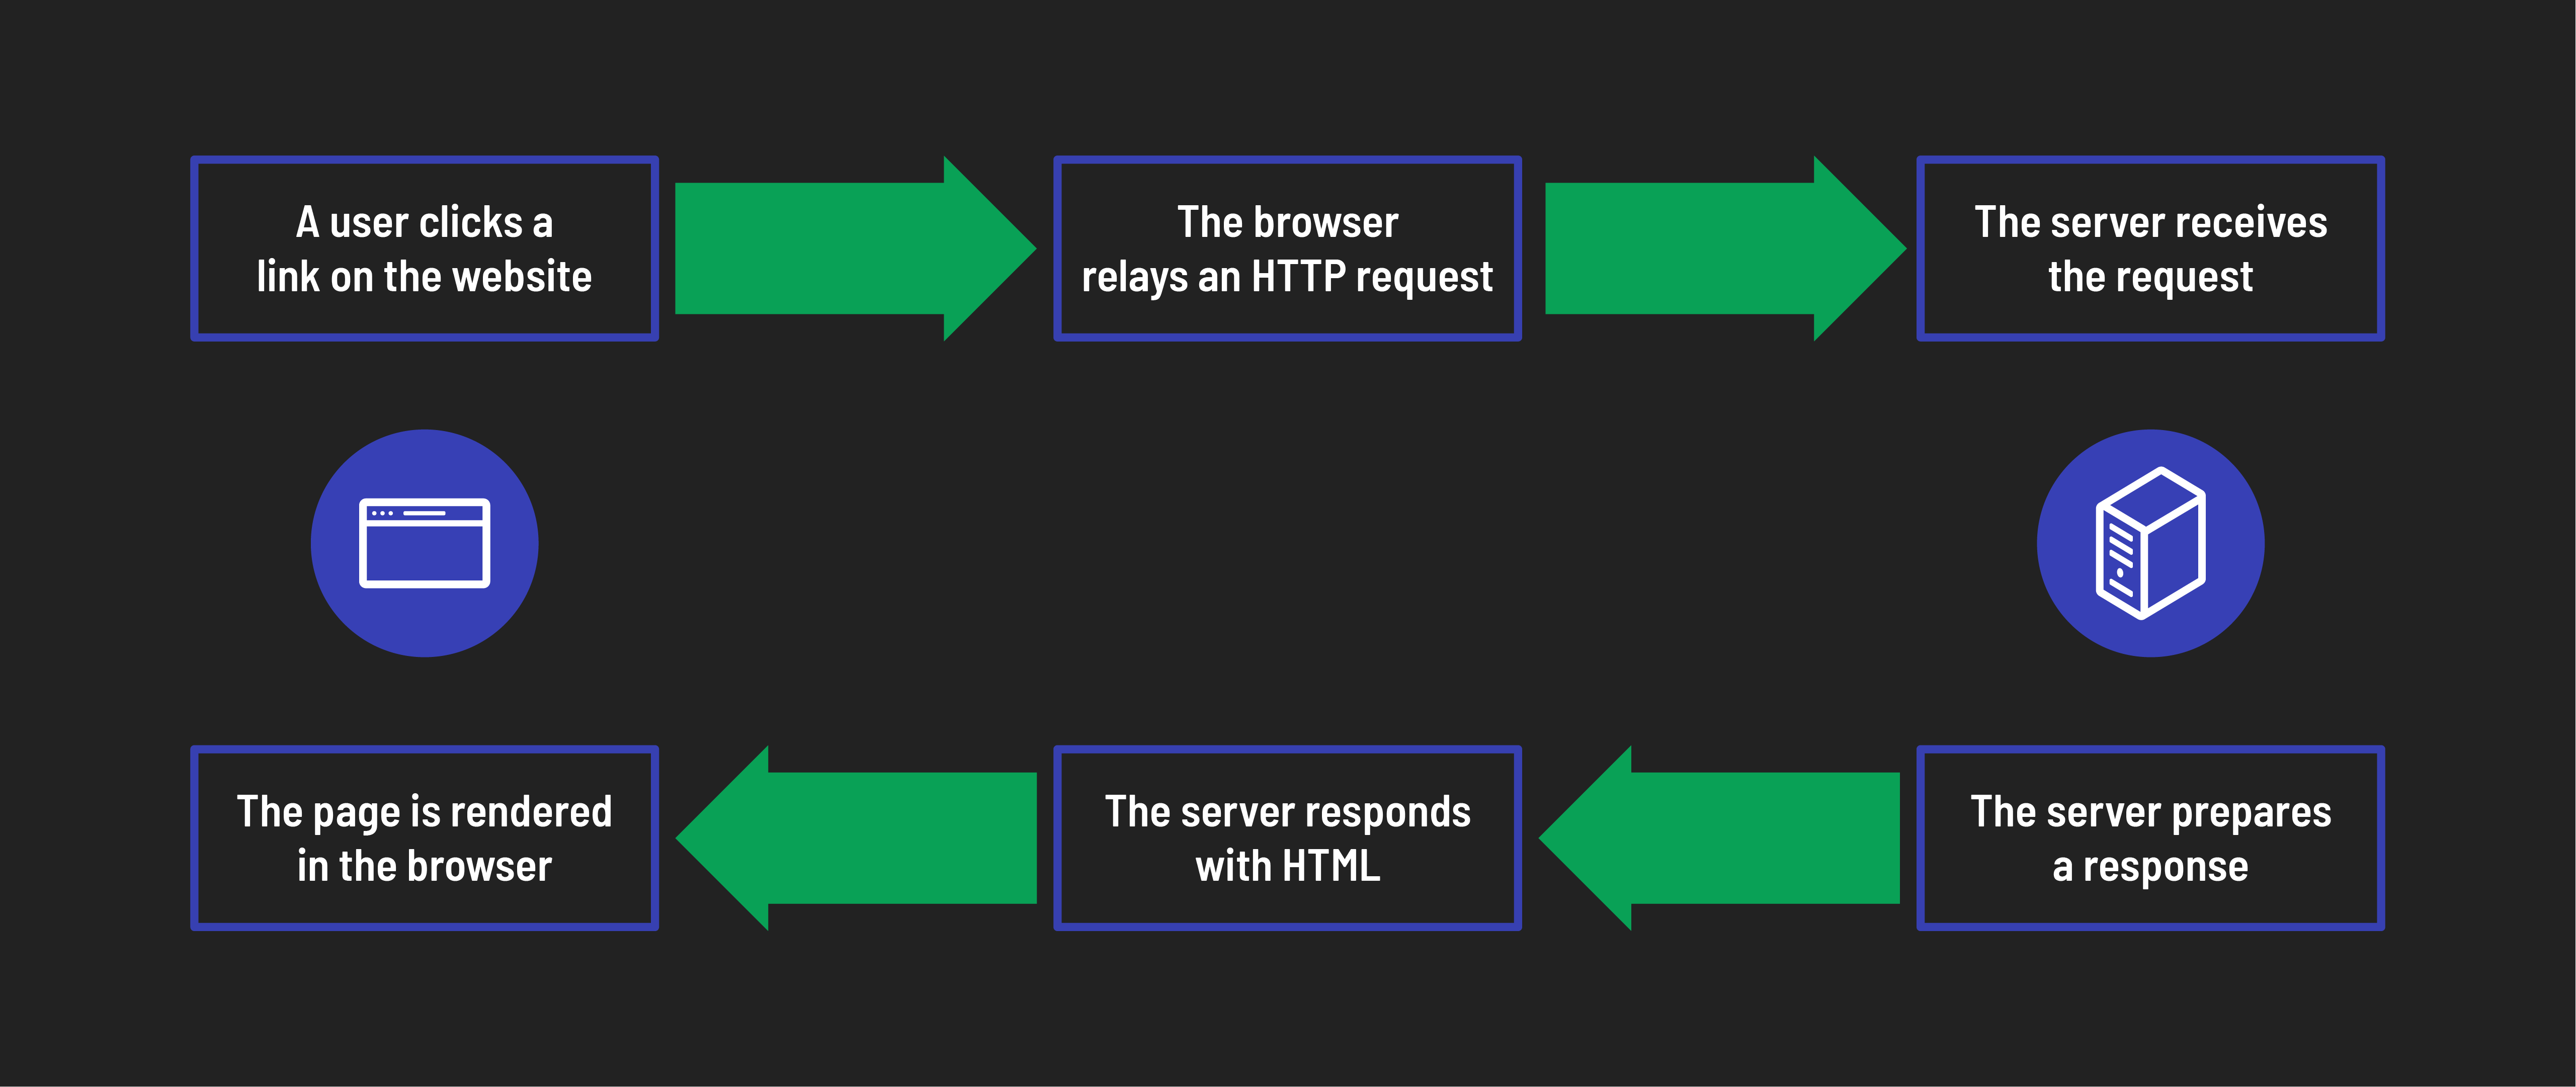 A user clicks a
link on the website
The browser
relays an HTTP request
The server receives
the request
The page is rendered
in the browser
The server responds
with HTML
The server prepares
a response